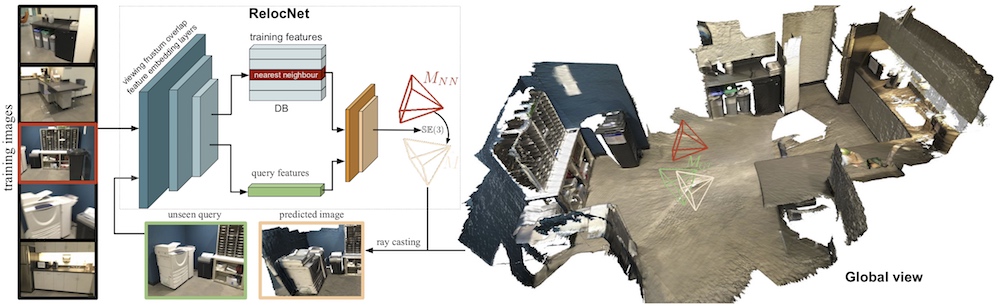 training images
RelocNet
viewing frustum overlap
feature embedding layers
training features
nearest neighbour
DB
query features
M_{NN}
SE(3)
unseen query
predicted image
ray casting
Global view